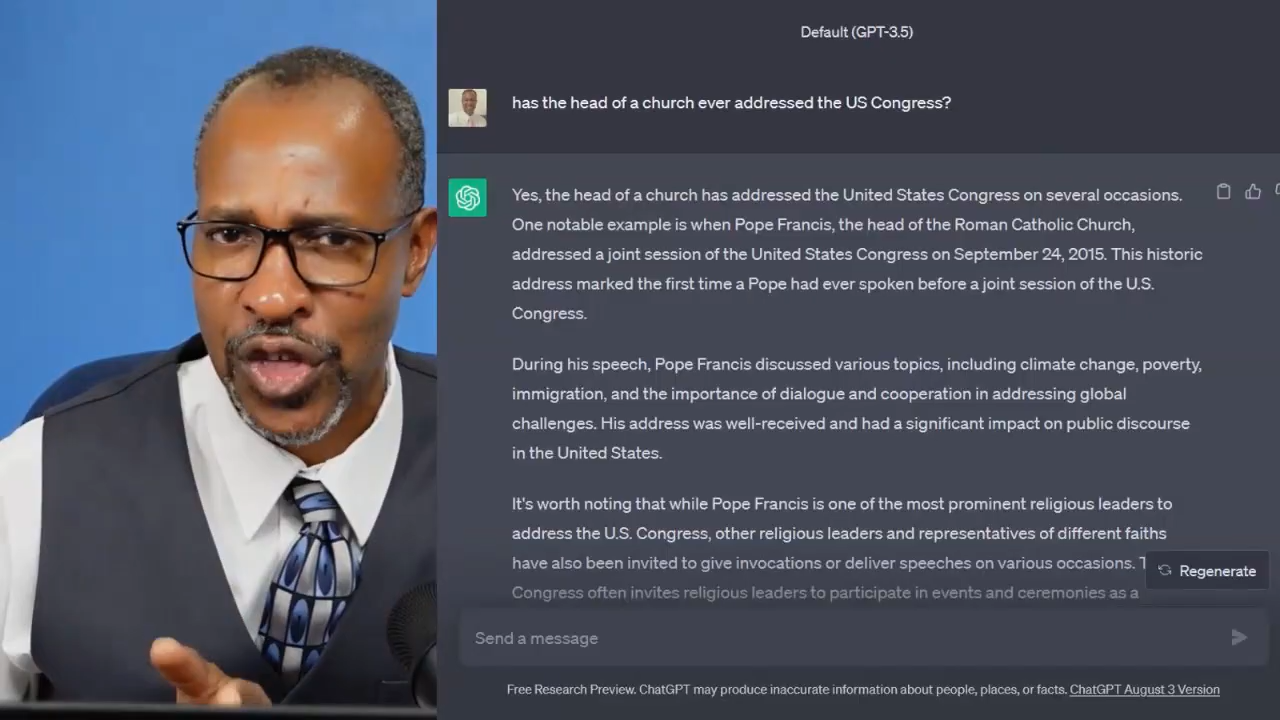 Default (GPT-3.5)
has the head of a church ever addressed the US Congress?
Yes, the head of a church has addressed the United States Congress on several occasions.
One notable example is when Pope Francis, the head of the Roman Catholic Church,
addressed a joint session of the United States Congress on September 24, 2015. This historic
address marked the first time a Pope had ever spoken before a joint session of the U.S.
Congress.
During his speech, Pope Francis discussed various topics, including climate change, poverty,
immigration, and the importance of dialogue and cooperation in addressing global
challenges. His address was well-received and had a significant impact on public discourse
in the United States.
It's worth noting that while Pope Francis is one of the most prominent religious leaders to
address the U.S. Congress, other religious leaders and representatives of different faiths
have also been invited to give invocations or deliver speeches on various occasions.
Regenerate
Congress often invites religious leaders to participate in events and ceremonies as a
Send a message
Free Research Preview. ChatGPT may produce inaccurate information about people, places, or facts. ChatGPT August 3 Version